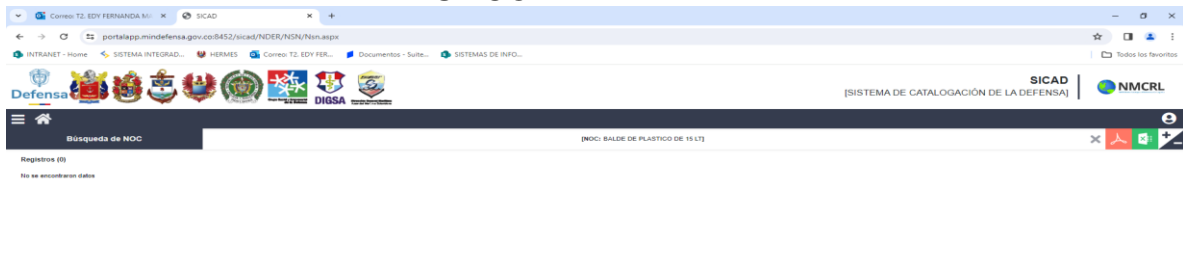 Correo: T2. EDY FERNANDA MA
SICAD
portalapp.mindefensa.gov.co:8452/sicad/NDER/NSN/Nsn.aspx
INTRANET - Home
SISTEMA INTEGRAD...
HERMES
Correo: T2. EDY FER...
Documentos - Suite...
SISTEMAS DE INFO...
Todos los favoritos
Defensa
DIGSA
SICAD
[SISTEMA DE CATALOGACIÓN DE LA DEFENSA]
NMCRL
Búsqueda de NOC
[NOC: BALDE DE PLASTICO DE 15 LT]
Registros (0)
No se encontraron datos